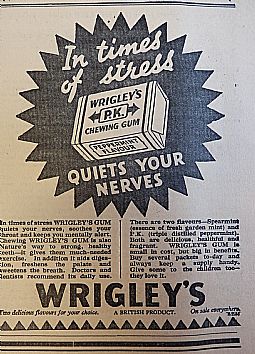 In times
of stress
WRIGLEY'S
P.K.
CHEWING GUM
PEPPERMINT
FLAVOUR
QUIETS YOUR
NERVES
In times of stress WRIGLEY'S GUM
Quiets your nerves, soothes your
throat and keeps you mentally alert.
Chewing WRIGLEY'S GUM is also
Nature's way to strong, healthy
teeth—it gives them much-needed
exercise. In addition it aids diges-
tion, freshens the palate and
sweetens the breath. Doctors and
Dentists recommend its daily use.
There are two flavours—Spearmint
(essence of fresh garden mint) and
P.K. (triple distilled peppermint).
Both are delicious, healthful and
fragrant. WRIGLEY'S GUM is
small in cost, but big in benefits.
Buy several packets to-day and
always keep a supply handy.
Give some to the children too—
they love it.
WRIGLEY'S
Two delicious flavours for your choice.
A BRITISH PRODUCT.
On sale everywhere.